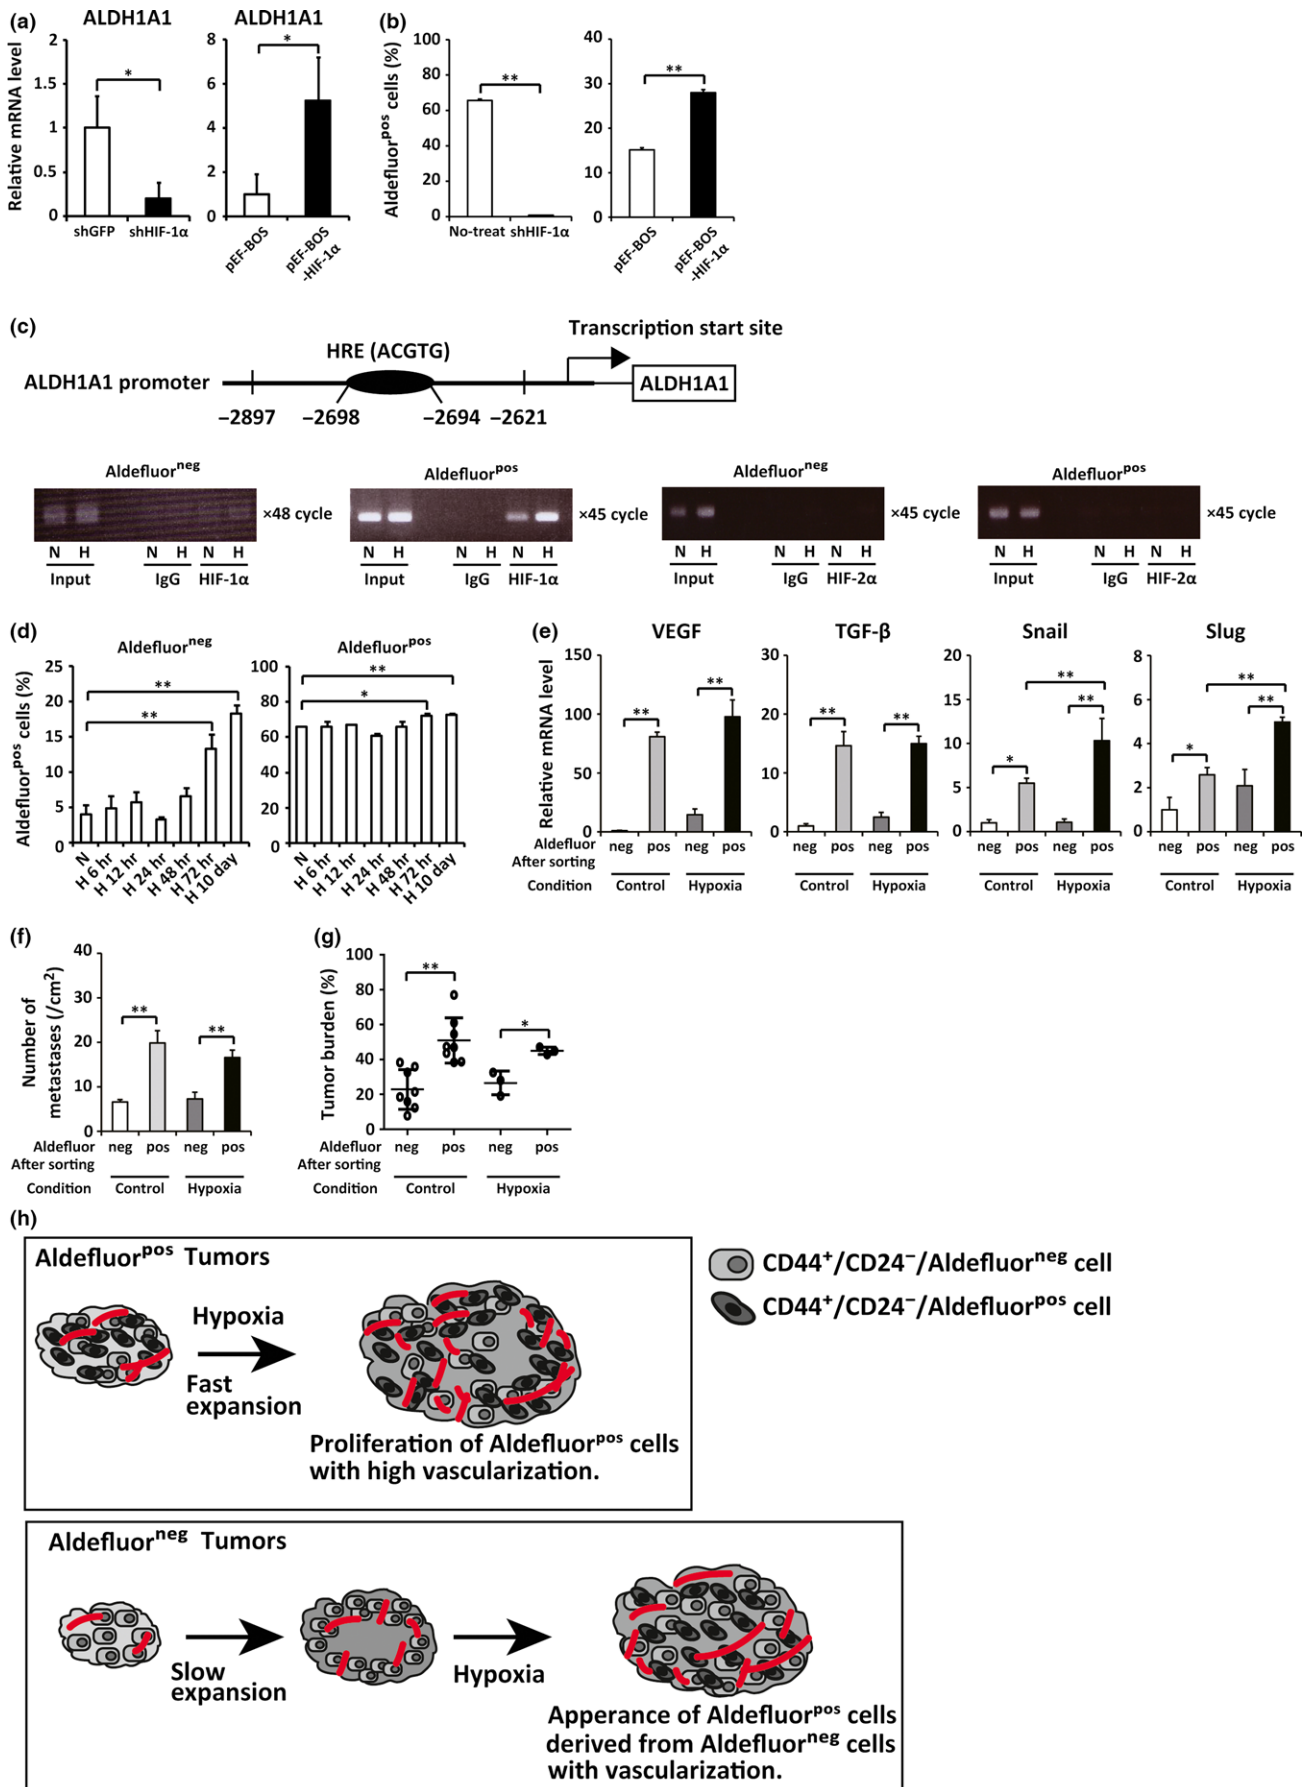 (a)
ALDH1A1
Relative mRNA level
2
1.5
1
0.5
0
*
shGFP shHIF-1α
ALDH1A1
8
6
4
2
0
*
pEF-BOS
pEF-BOS
-HIF-1α
(b)
Aldefluorpos cells (%)
100
80
60
40
20
0
**
No-treat shHIF-1α
40
30
20
10
0
**
pEF-BOS
pEF-BOS
-HIF-1α
(c)
Transcription start site
HRE (ACGTG)
ALDH1A1 promoter
ALDH1A1
−2897
−2698
−2694
−2621
Aldefluorneg
×48 cycle
N H N H N H
Input IgG HIF-1α
Aldefluorpos
×45 cycle
N H N H N H
Input IgG HIF-1α
Aldefluorneg
×45 cycle
N H N H N H
Input IgG HIF-2α
Aldefluorpos
×45 cycle
N H N H N H
Input IgG HIF-2α
(d)
Aldefluorneg
Aldefluorpos cells (%)
25
20
15
10
5
0
**
**
N
H 6 hr
H 12 hr
H 24 hr
H 48 hr
H 72 hr
H 10 day
Aldefluorpos
100
80
60
40
20
0
**
*
N
H 6 hr
H 12 hr
H 24 hr
H 48 hr
H 72 hr
H 10 day
(e)
VEGF
Relative mRNA level
150
100
50
0
**
**
neg pos neg pos
Aldefluor
After sorting
Condition
Control Hypoxia
TGF-β
30
20
10
0
**
**
neg pos neg pos
Control Hypoxia
Snail
20
15
10
5
0
**
**
*
neg pos neg pos
Control Hypoxia
Slug
8
6
4
2
0
**
**
*
neg pos neg pos
Control Hypoxia
(f)
Number of
metastases (/cm2)
40
30
20
10
0
**
**
Aldefluor
After sorting
neg pos neg pos
Condition
Control Hypoxia
(g)
Tumor burden (%)
100
80
60
40
20
0
**
*
Aldefluor
After sorting
neg pos neg pos
Condition
Control Hypoxia
(h)
Aldefluorpos Tumors
Hypoxia
Fast
expansion
Proliferation of Aldefluorpos cells
with high vascularization.
CD44+/CD24−/Aldefluorneg cell
CD44+/CD24−/Aldefluorpos cell
Aldefluorneg Tumors
Slow
expansion
Hypoxia
Apperance of Aldefluorpos cells
derived from Aldefluorneg cells
with vascularization.